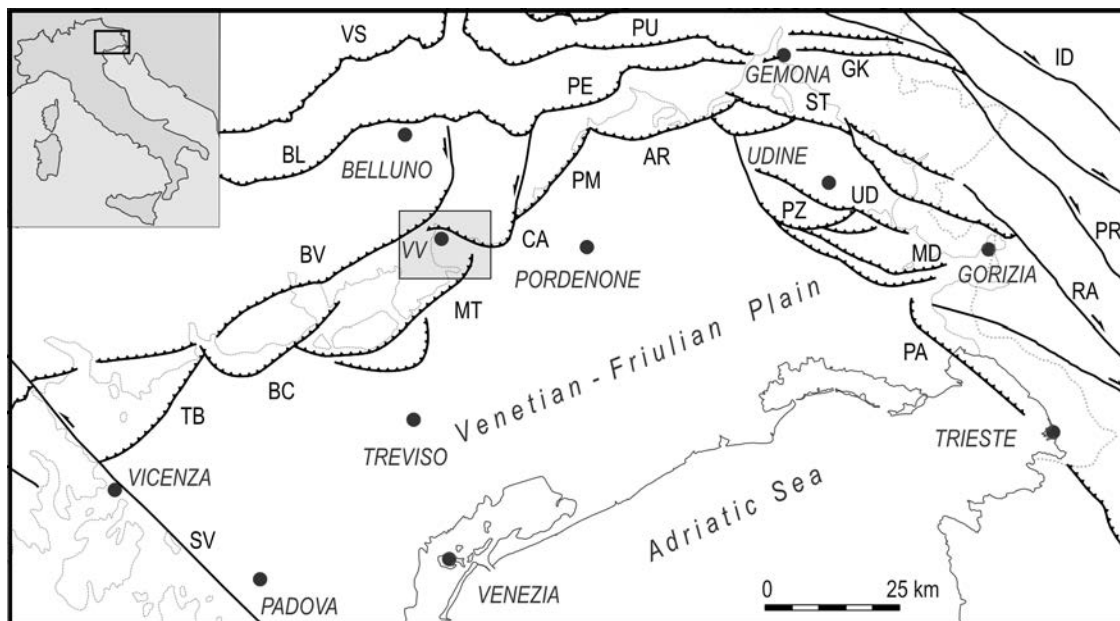 VS
PU
ID
GEMONA
GK
PE
ST
BL
BELLUNO
AR
UDINE
PM
PZ
UD
PR
VV
CA
BV
MD
GORIZIA
PORDENONE
MT
RA
Venetian - Friulian Plain
PA
BC
TB
TREVISO
TRIESTE
VICENZA
Adriatic Sea
SV
PADOVA
VENEZIA
0 25 km